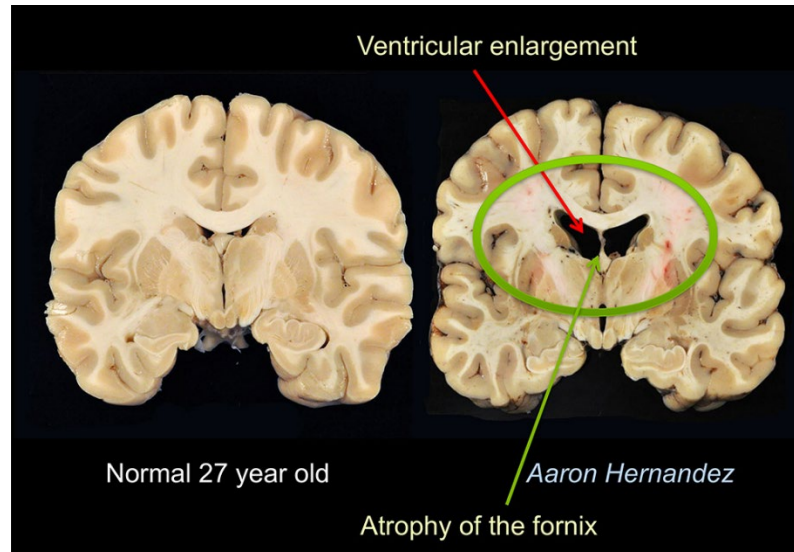 Ventricular enlargement
Normal 27 year old
Aaron Hernandez
Atrophy of the fornix